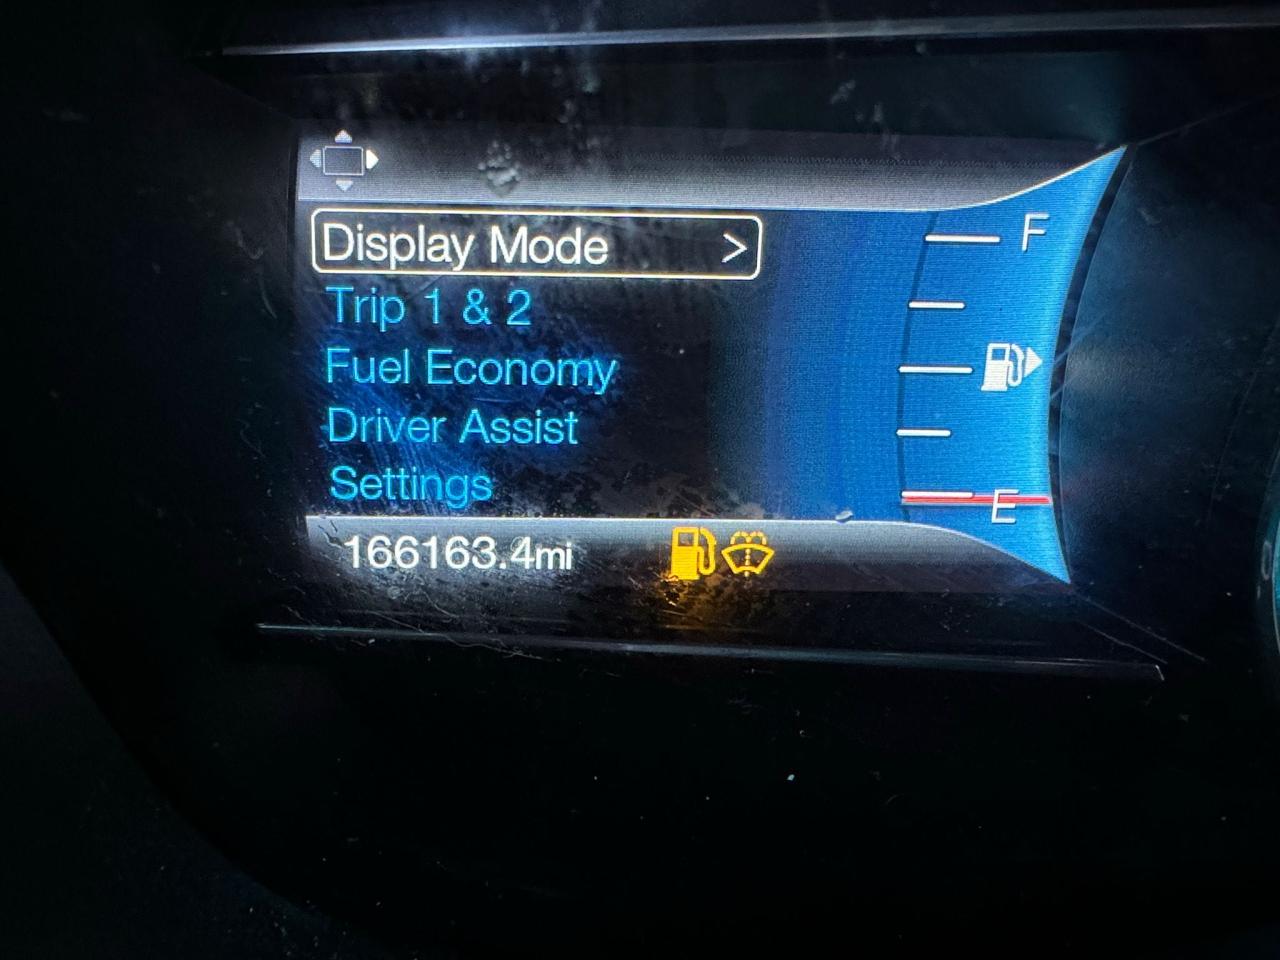 Display Mode >
Trip 1 & 2
Fuel Economy
Driver Assist
Settings
166163.4mi
F
E